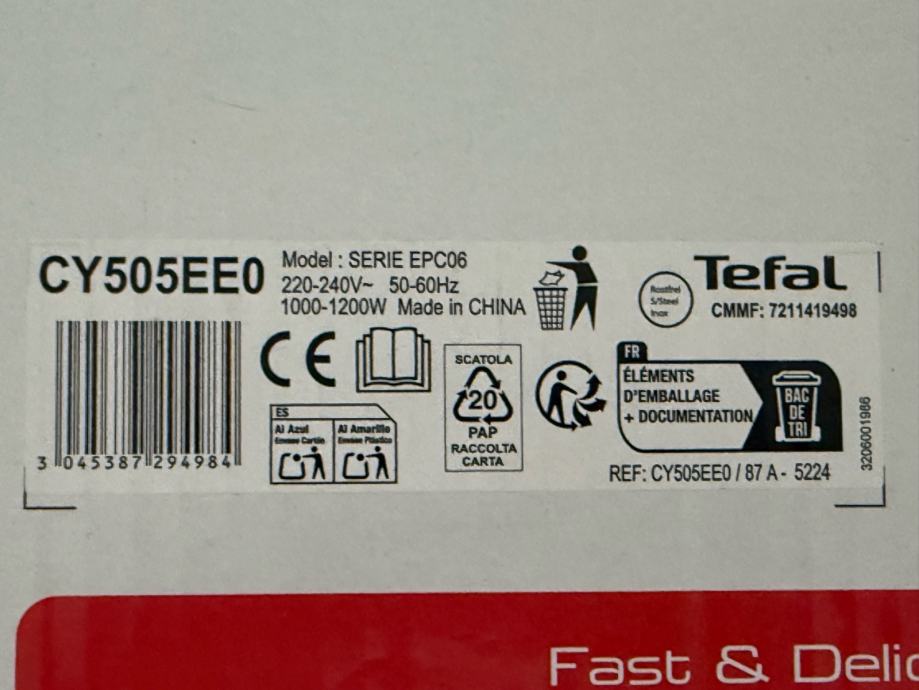 CY505EE0
Model : SERIE EPC06
220-240V~ 50-60Hz
1000-1200W Made in CHINA
Rostfrei
S/Steel
Inox
Tefal
CMMF: 7211419498
3 045387 294984
ES
Al Azul
Envase Cartón
Al Amarillo
Envase Plástico
SCATOLA
20
PAP
RACCOLTA
CARTA
FR
ÉLÉMENTS
D'EMBALLAGE
+ DOCUMENTATION
BAC
DE
TRI
REF: CY505EE0 / 87 A - 5224
3206001986
Fast &